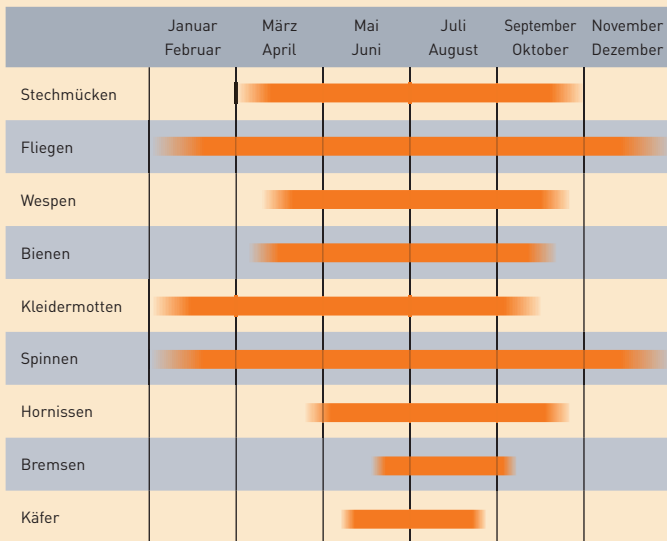 Januar März Mai Juli September November
Februar April Juni August Oktober Dezember
Stechmücken
Fliegen
Wespen
Bienen
Kleidermotten
Spinnen
Hornissen
Bremsen
Käfer